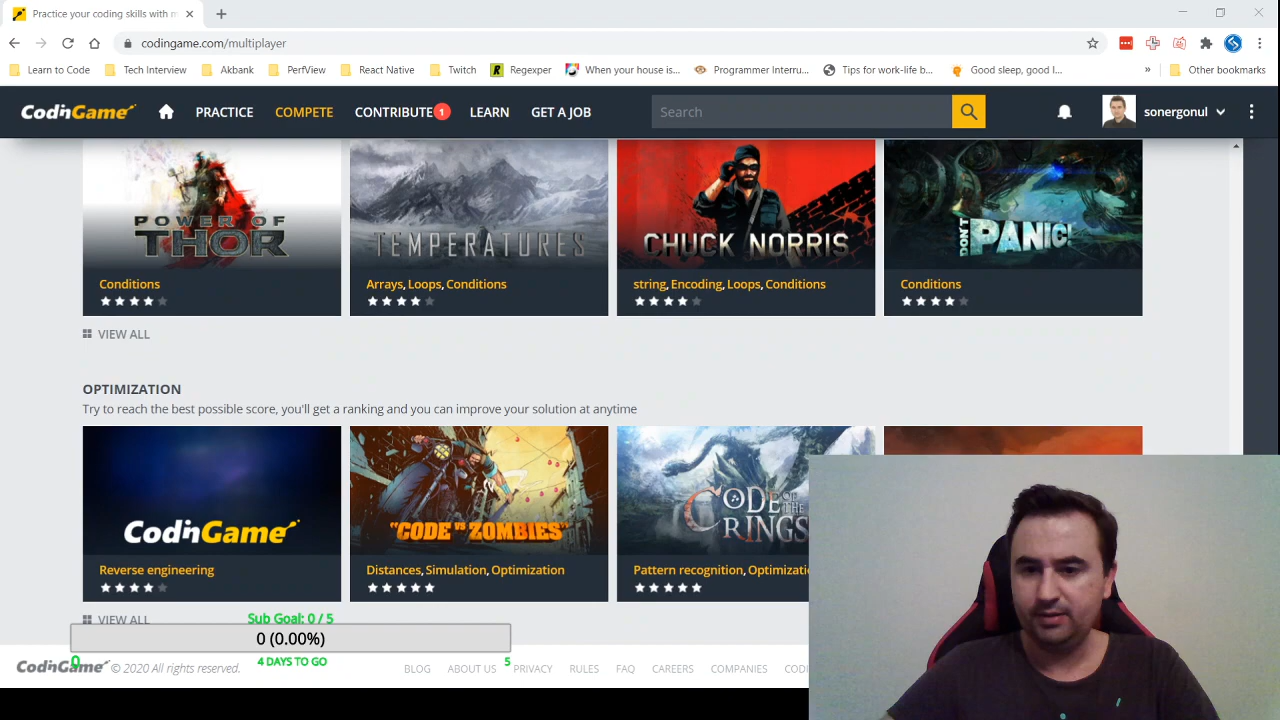 Practice your coding skills with m
codingame.com/multiplayer
Learn to Code Tech Interview Akbank PerfView React Native Twitch Regexper When your house is... Programmer Interru... Tips for work-life b... Good sleep, good l... » Other bookmarks
CodinGame PRACTICE COMPETE CONTRIBUTE 1 LEARN GET A JOB Search sonergonul
POWER OF THOR
TEMPERATURES
CHUCK NORRIS
DON'T PANIC!
Conditions
Arrays, Loops, Conditions
string, Encoding, Loops, Conditions
Conditions
VIEW ALL
OPTIMIZATION
Try to reach the best possible score, you'll get a ranking and you can improve your solution at anytime
CodinGame
"CODE VS ZOMBIES"
CODE OF THE RINGS
Reverse engineering
Distances, Simulation, Optimization
Pattern recognition, Optimizati
VIEW ALL
Sub Goal: 0 / 5
0 (0.00%)
0 4 DAYS TO GO 5
CodinGame © 2020 All rights reserved. BLOG ABOUT US PRIVACY RULES FAQ CAREERS COMPANIES CODI